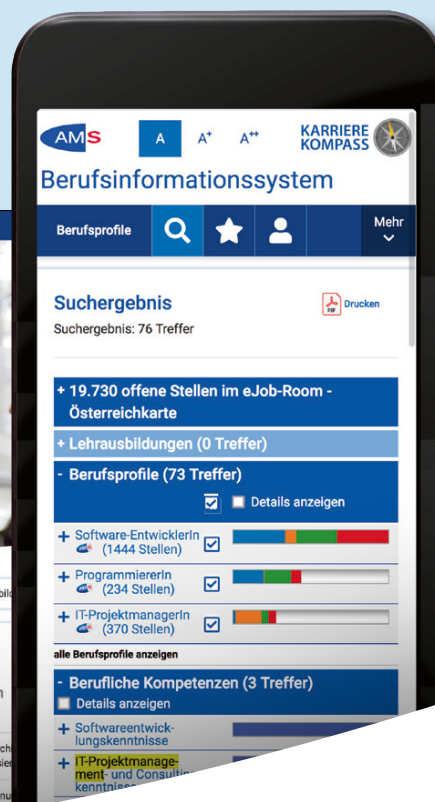 AMS
A A+ A++
KARRIERE
KOMPASS
Berufsinformationssystem
Berufsprofile
Mehr
Suchergebnis
PDF
Drucken
Suchergebnis: 76 Treffer
+ 19.730 offene Stellen im eJob-Room -
Österreichkarte
+ Lehrausbildungen (0 Treffer)
- Berufsprofile (73 Treffer)
Details anzeigen
+ Software-EntwicklerIn
(1444 Stellen)
+ ProgrammiererIn
(234 Stellen)
+ IT-ProjektmanagerIn
(370 Stellen)
alle Berufsprofile anzeigen
- Berufliche Kompetenzen (3 Treffer)
Details anzeigen
+ Softwareentwick-
lungskenntnisse
+ IT-Projektmanage-
ment- und Consulting